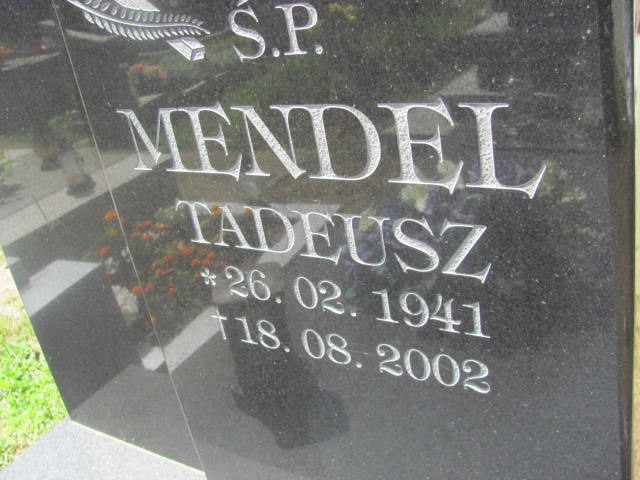 Ś.P.
MENDEL
TADEUSZ
* 26. 02. 1941
† 18. 08. 2002